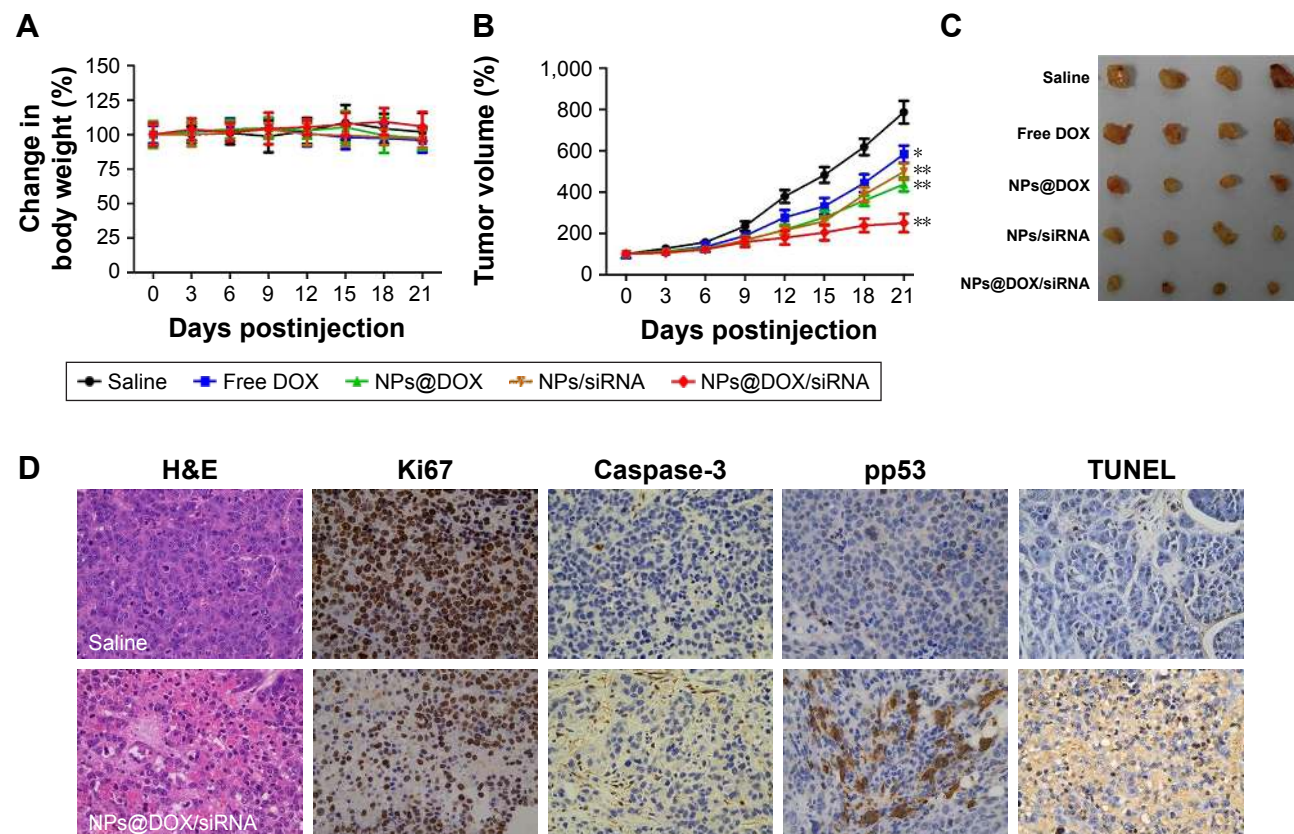 A
B
C
Change in
body weight (%)
150
125
100
75
50
25
0
0 3 6 9 12 15 18 21
Days postinjection
Tumor volume (%)
1,000
800
600
400
200
0
0 3 6 9 12 15 18 21
Days postinjection
*
**
**
**
Saline
Free DOX
NPs@DOX
NPs/siRNA
NPs@DOX/siRNA
Saline Free DOX NPs@DOX NPs/siRNA NPs@DOX/siRNA
D
H&E Ki67 Caspase-3 pp53 TUNEL
Saline
NPs@DOX/siRNA